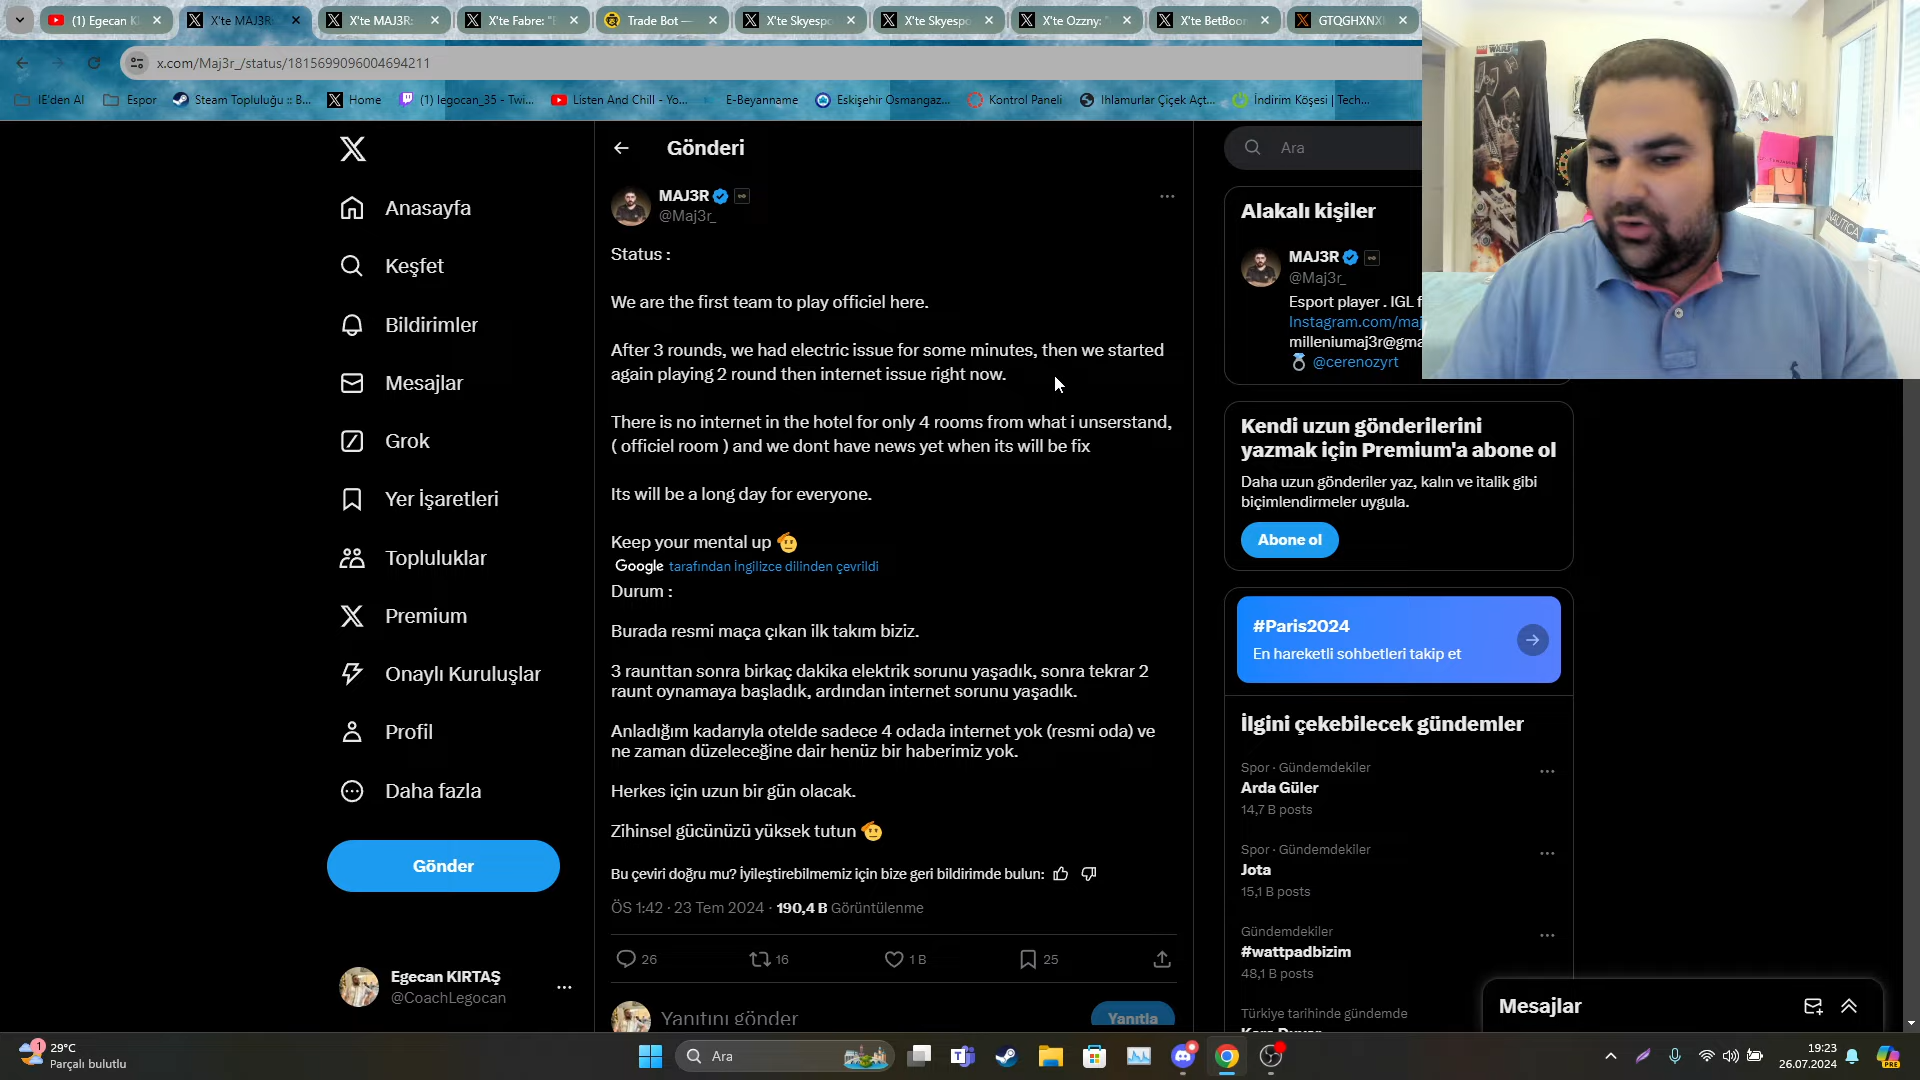 (1) Egecan K
X'te MAJ3R
X'te MAJ3R:
X'te Fabre: "
Trade Bot —
X'te Skyespo
X'te Skyespo
X'te Ozzny:
X'te BetBoo
GTQGHXNX
x.com/Maj3r_/status/1815699096004694211
IE'den Al
Espor
Steam Topluluğu :: B...
Home
(1) legocan_35 - Twi...
Listen And Chill - Yo...
E-Beyanname
Eskişehir Osmangaz...
Kontrol Paneli
Ihlamurlar Çiçek Açt...
İndirim Köşesi | Tech...
Anasayfa
Keşfet
Bildirimler
Mesajlar
Grok
Yer İşaretleri
Topluluklar
Premium
Onaylı Kuruluşlar
Profil
Daha fazla
Gönder
Egecan KIRTAŞ
@CoachLegocan
Gönderi
MAJ3R
@Maj3r_
Status :
We are the first team to play officiel here.
After 3 rounds, we had electric issue for some minutes, then we started
again playing 2 round then internet issue right now.
There is no internet in the hotel for only 4 rooms from what i unserstand,
( officiel room ) and we dont have news yet when its will be fix
Its will be a long day for everyone.
Keep your mental up
Google tarafından İngilizce dilinden çevrildi
Durum :
Burada resmi maça çıkan ilk takım biziz.
3 raunttan sonra birkaç dakika elektrik sorunu yaşadık, sonra tekrar 2
raunt oynamaya başladık, ardından internet sorunu yaşadık.
Anladığım kadarıyla otelde sadece 4 odada internet yok (resmi oda) ve
ne zaman düzeleceğine dair henüz bir haberimiz yok.
Herkes için uzun bir gün olacak.
Zihinsel gücünüzü yüksek tutun
Bu çeviri doğru mu? İyileştirebilmemiz için bize geri bildirimde bulun:
ÖS 1:42 · 23 Tem 2024 · 190,4 B Görüntülenme
26
16
1 B
25
Yanıtını gönder
Yanıtla
Ara
Alakalı kişiler
MAJ3R
@Maj3r_
Esport player . IGL f
Instagram.com/maj
milleniumaj3r@gma
@cerenozyrt
Kendi uzun gönderilerini
yazmak için Premium'a abone ol
Daha uzun gönderiler yaz, kalın ve italik gibi
biçimlendirmeler uygula.
Abone ol
#Paris2024
En hareketli sohbetleri takip et
İlgini çekebilecek gündemler
Spor · Gündemdekiler
Arda Güler
14,7 B posts
Spor · Gündemdekiler
Jota
15,1 B posts
Gündemdekiler
#wattpadbizim
48,1 B posts
Türkiye tarihinde gündemde
Mesajlar
NAUTICA
1
29°C
Parçalı bulutlu
Ara
19:23
26.07.2024
PRE